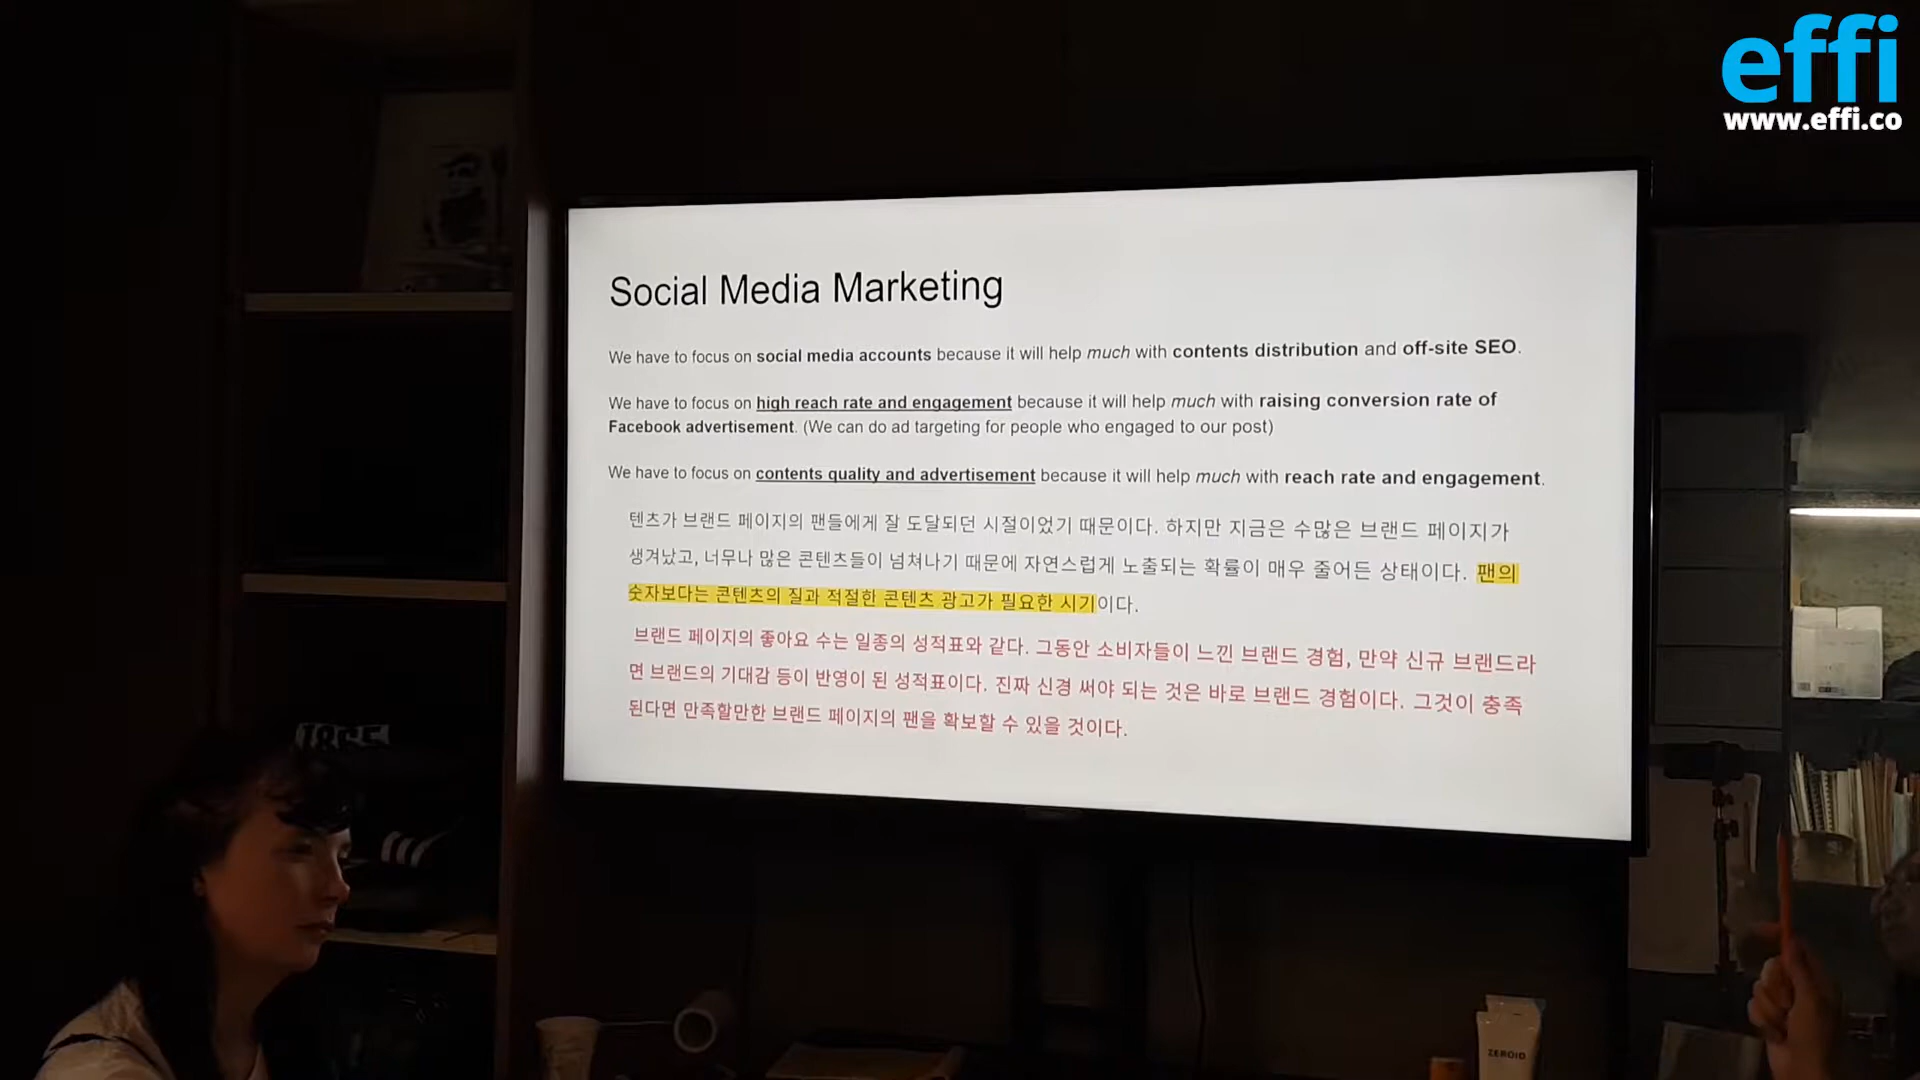 effi
www.effi.co
Social Media Marketing
We have to focus on social media accounts because it will help much with contents distribution and off-site SEO.
We have to focus on high reach rate and engagement because it will help much with raising conversion rate of
Facebook advertisement. (We can do ad targeting for people who engaged to our post)
We have to focus on contents quality and advertisement because it will help much with reach rate and engagement.
텐츠가 브랜드 페이지의 팬들에게 잘 도달되던 시절이었기 때문이다. 하지만 지금은 수많은 브랜드 페이지가
생겨났고, 너무나 많은 콘텐츠들이 넘쳐나기 때문에 자연스럽게 노출되는 확률이 매우 줄어든 상태이다. 팬의
숫자보다는 콘텐츠의 질과 적절한 콘텐츠 광고가 필요한 시기이다.
브랜드 페이지의 좋아요 수는 일종의 성적표와 같다. 그동안 소비자들이 느낀 브랜드 경험, 만약 신규 브랜드라
면 브랜드의 기대감 등이 반영이 된 성적표이다. 진짜 신경 써야 되는 것은 바로 브랜드 경험이다. 그것이 충족
된다면 만족할만한 브랜드 페이지의 팬을 확보할 수 있을 것이다.
1865
ZEROID